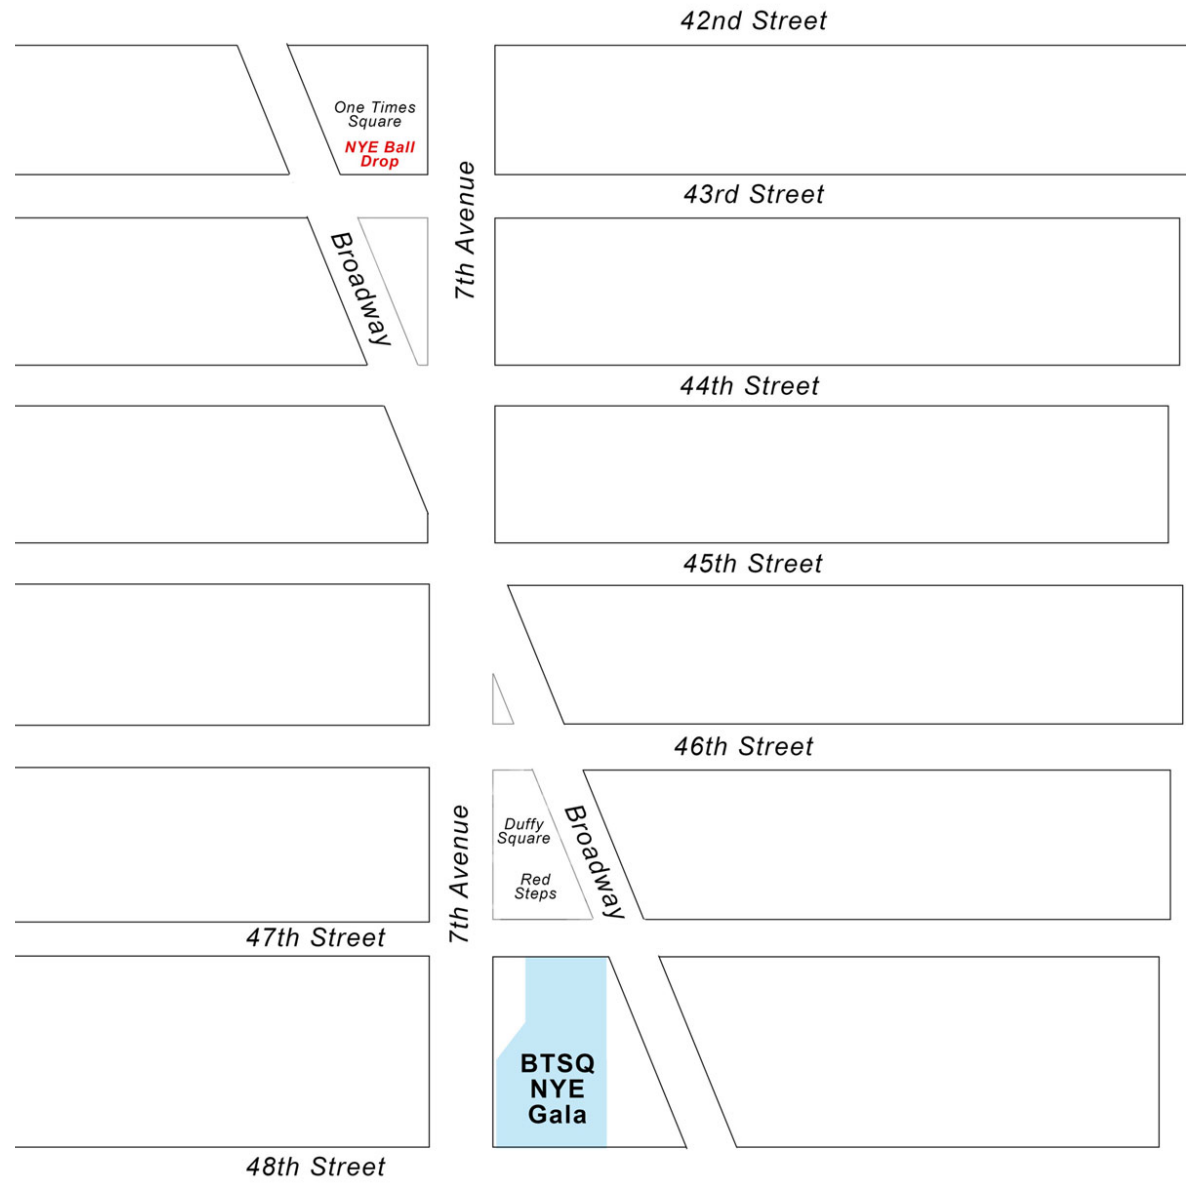 42nd Street
One Times
Square
NYE Ball
Drop
43rd Street
7th Avenue
Broadway
44th Street
45th Street
46th Street
Duffy
Square
Broadway
7th Avenue
Red
Steps
47th Street
BTSQ
NYE
Gala
48th Street